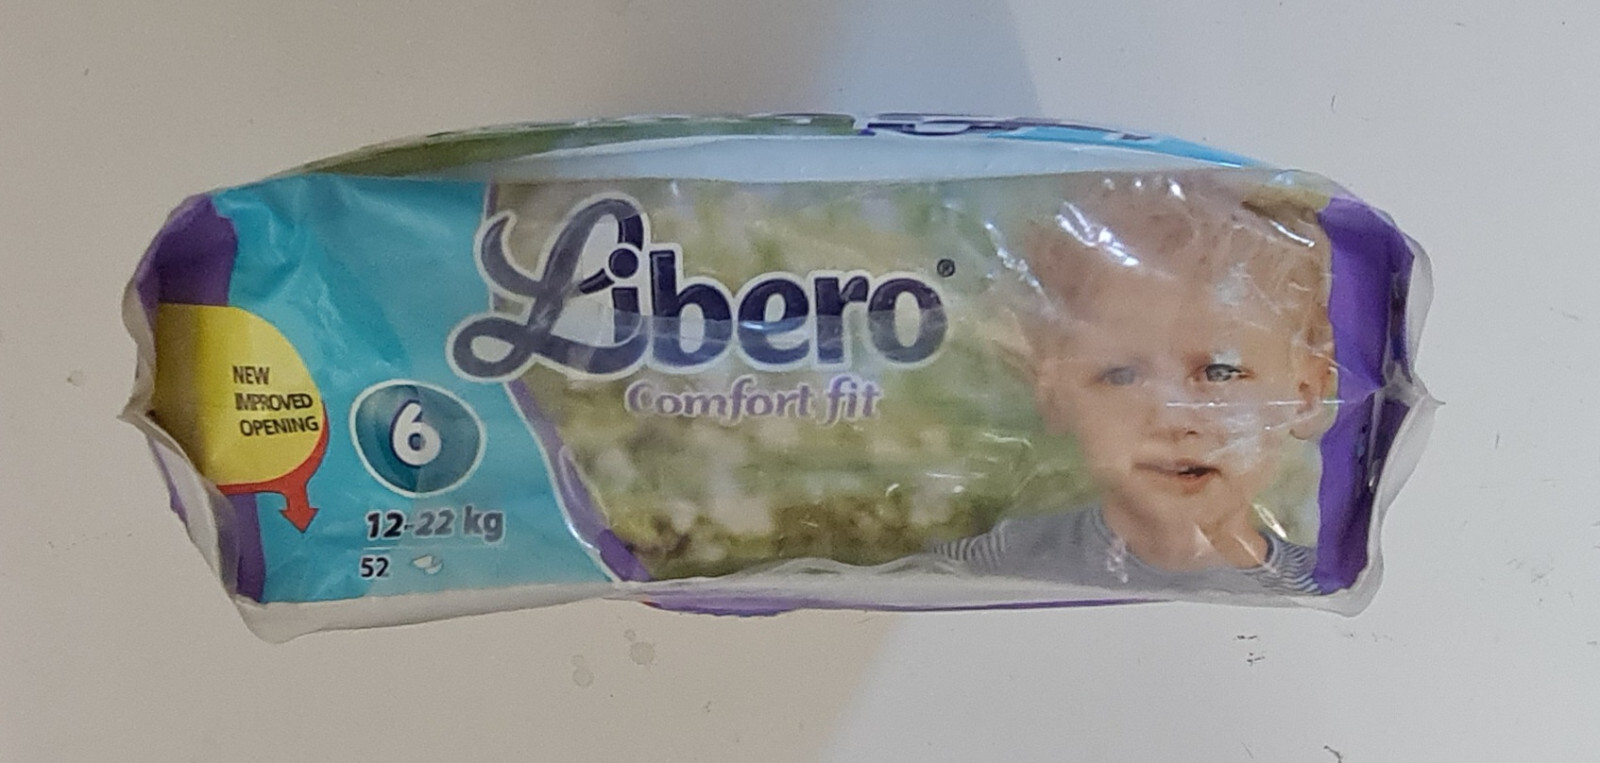 Libero®
Comfort fit
NEW
IMPROVED
OPENING
6
12-22 kg
52